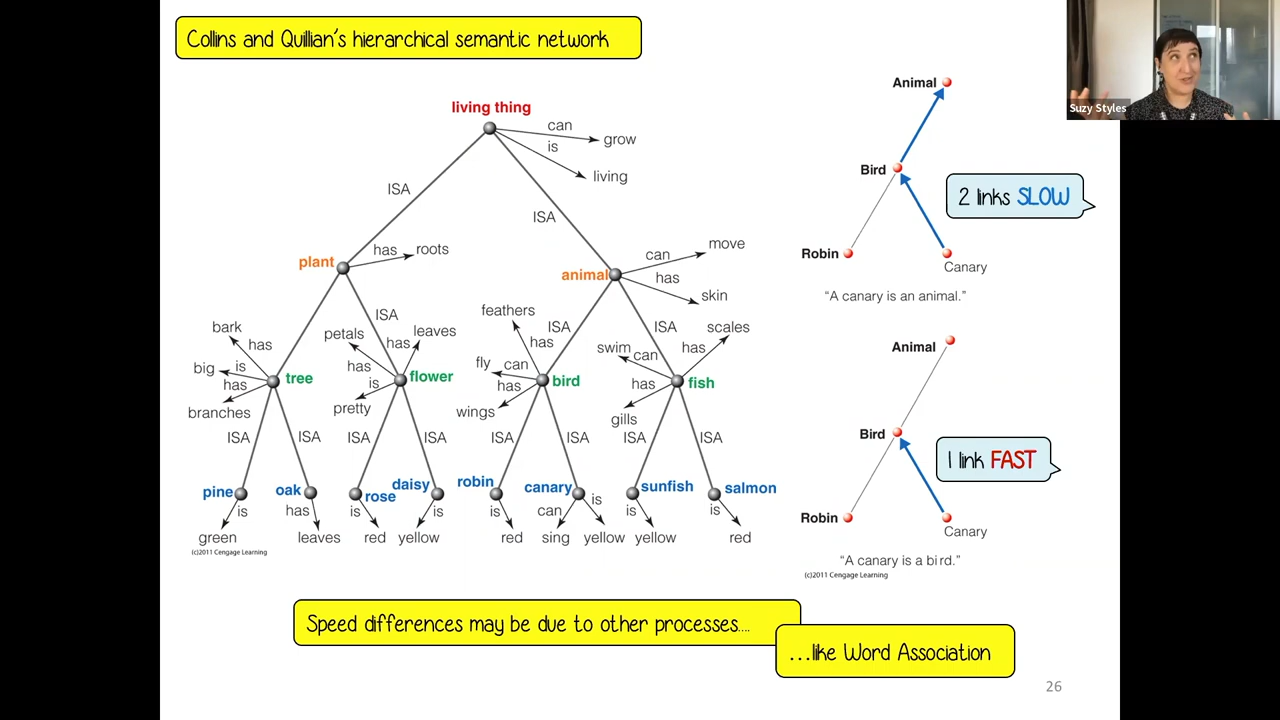 Collins and Quillian's hierarchical semantic network
Suzy Styles
living thing
can
grow
is
living
ISA
ISA
plant
has
roots
animal
can
move
has
skin
ISA
ISA
ISA
bark
has
is
big
has
branches
tree
petals
has
leaves
has
is
pretty
flower
feathers
has
fly
can
has
wings
bird
swim
can
has
scales
has
gills
fish
ISA
ISA
ISA
ISA
ISA
ISA
ISA
ISA
pine
is
green
oak
has
leaves
rose
is
red
daisy
is
yellow
robin
is
red
canary
can
sing
is
yellow
sunfish
is
yellow
salmon
is
red
(c)2011 Cengage Learning
Animal
Bird
2 links SLOW
Robin
Canary
"A canary is an animal."
Animal
Bird
1 link FAST
Robin
Canary
"A canary is a bird."
(c)2011 Cengage Learning
Speed differences may be due to other processes....
...like Word Association
26